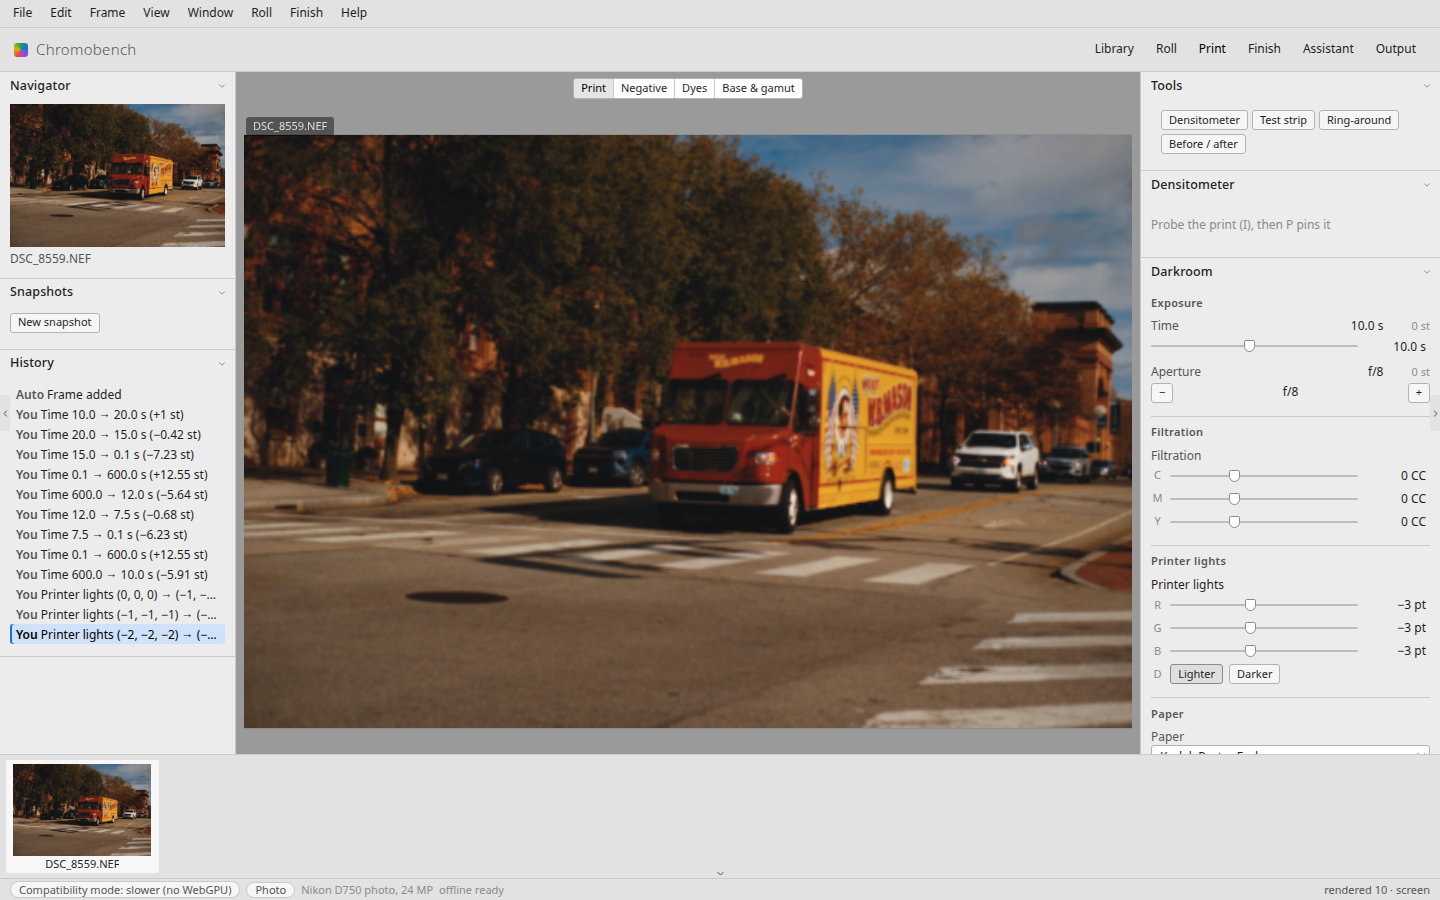 File Edit Frame View Window Roll Finish Help
Chromobench
Library Roll Print Finish Assistant Output
Navigator
DSC_8559.NEF
Snapshots
New snapshot
History
Auto Frame added
You Time 10.0 → 20.0 s (+1 st)
You Time 20.0 → 15.0 s (−0.42 st)
You Time 15.0 → 0.1 s (−7.23 st)
You Time 0.1 → 600.0 s (+12.55 st)
You Time 600.0 → 12.0 s (−5.64 st)
You Time 12.0 → 7.5 s (−0.68 st)
You Time 7.5 → 0.1 s (−6.23 st)
You Time 0.1 → 600.0 s (+12.55 st)
You Time 600.0 → 10.0 s (−5.91 st)
You Printer lights (0, 0, 0) → (−1, −...
You Printer lights (−1, −1, −1) → (−...
You Printer lights (−2, −2, −2) → (−...
Print Negative Dyes Base & gamut
DSC_8559.NEF
Tools
Densitometer Test strip Ring-around
Before / after
Densitometer
Probe the print (I), then P pins it
Darkroom
Exposure
Time 10.0 s 0 st
10.0 s
Aperture f/8 0 st
− f/8 +
Filtration
Filtration
C 0 CC
M 0 CC
Y 0 CC
Printer lights
Printer lights
R −3 pt
G −3 pt
B −3 pt
D Lighter Darker
Paper
Paper
DSC_8559.NEF
Compatibility mode: slower (no WebGPU) Photo Nikon D750 photo, 24 MP offline ready
rendered 10 · screen